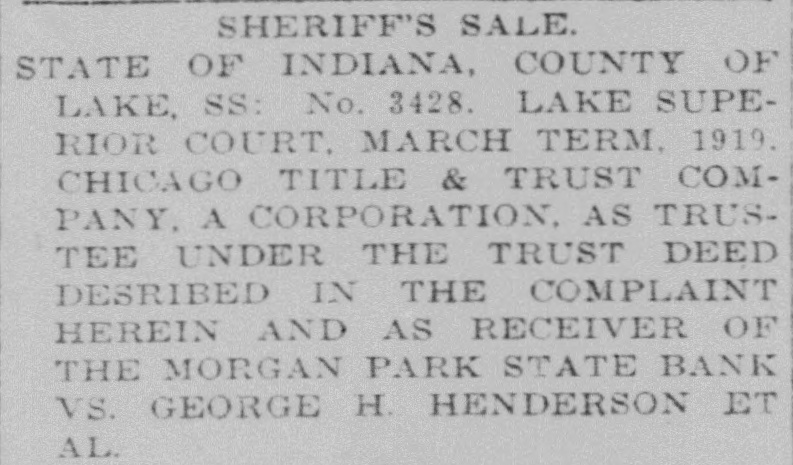 SHERIFF'S SALE.
STATE OF INDIANA, COUNTY OF
LAKE, SS: No. 3428. LAKE SUPE-
RIOR COURT, MARCH TERM, 1919.
CHICAGO TITLE & TRUST COM-
PANY, A CORPORATION, AS TRUS-
TEE UNDER THE TRUST DEED
DESRIBED IN THE COMPLAINT
HEREIN AND AS RECEIVER OF
THE MORGAN PARK STATE BANK
VS. GEORGE H. HENDERSON ET
AL.